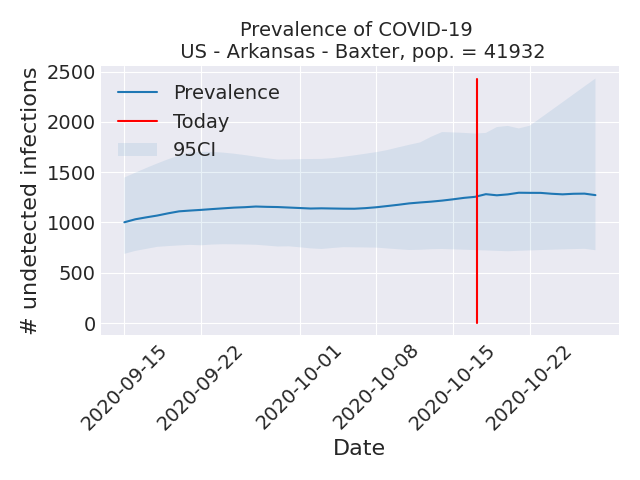 Prevalence of COVID-19
US - Arkansas - Baxter, pop. = 41932
# undetected infections
2500
2000
1500
1000
500
0
Prevalence
Today
95CI
2020-09-15
2020-09-22
2020-10-01
2020-10-08
2020-10-15
2020-10-22
Date